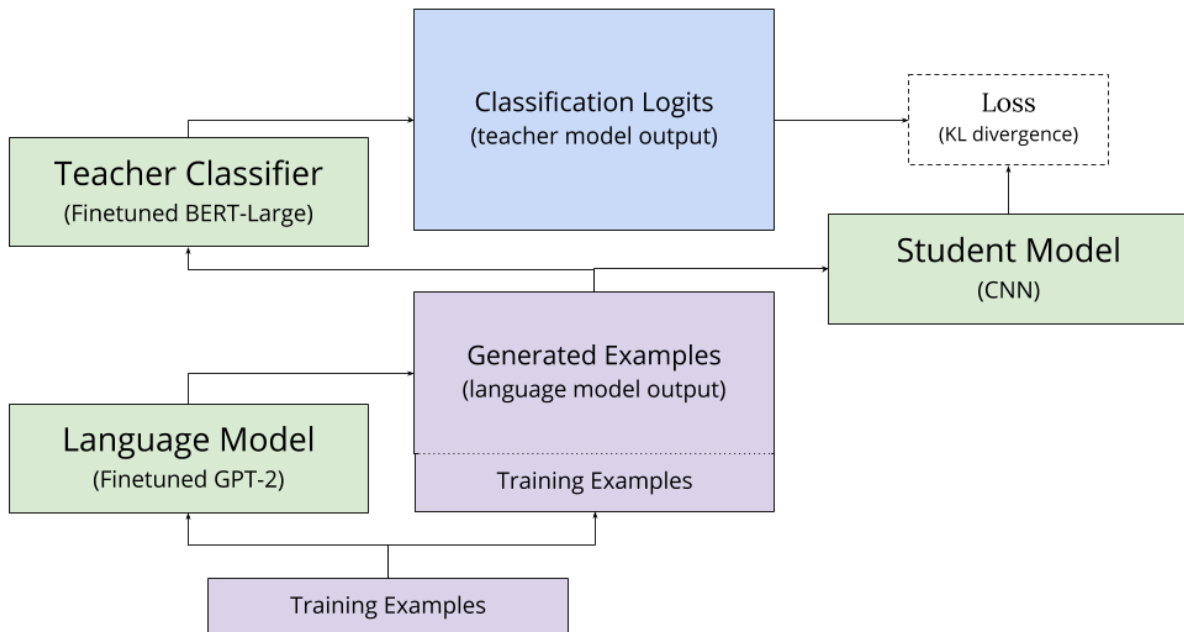 Classification Logits
(teacher model output)
Loss
(KL divergence)
Teacher Classifier
(Finetuned BERT-Large)
Student Model
(CNN)
Generated Examples
(language model output)
Language Model
(Finetuned GPT-2)
Training Examples
Training Examples